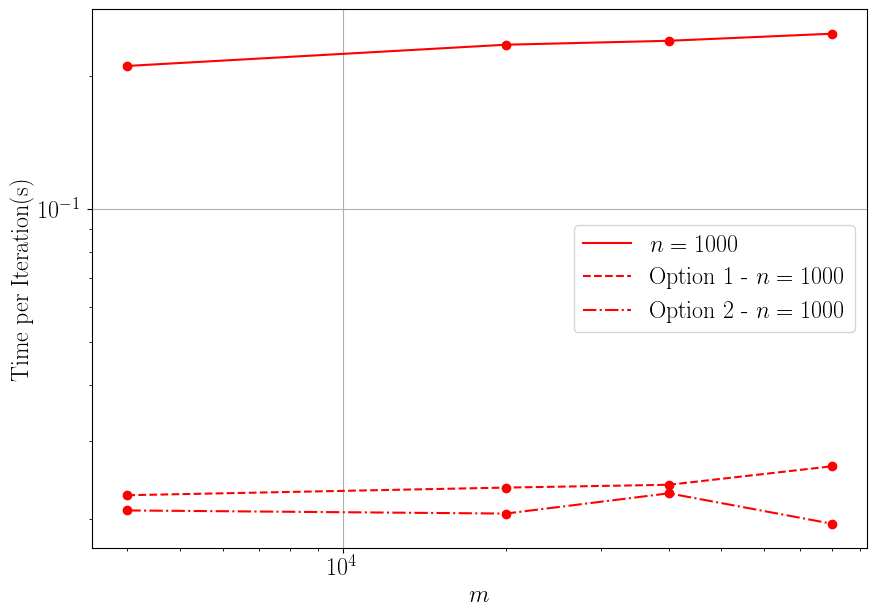 Time per Iteration(s)
10^{-1}
n = 1000
Option 1 - n = 1000
Option 2 - n = 1000
10^4
m